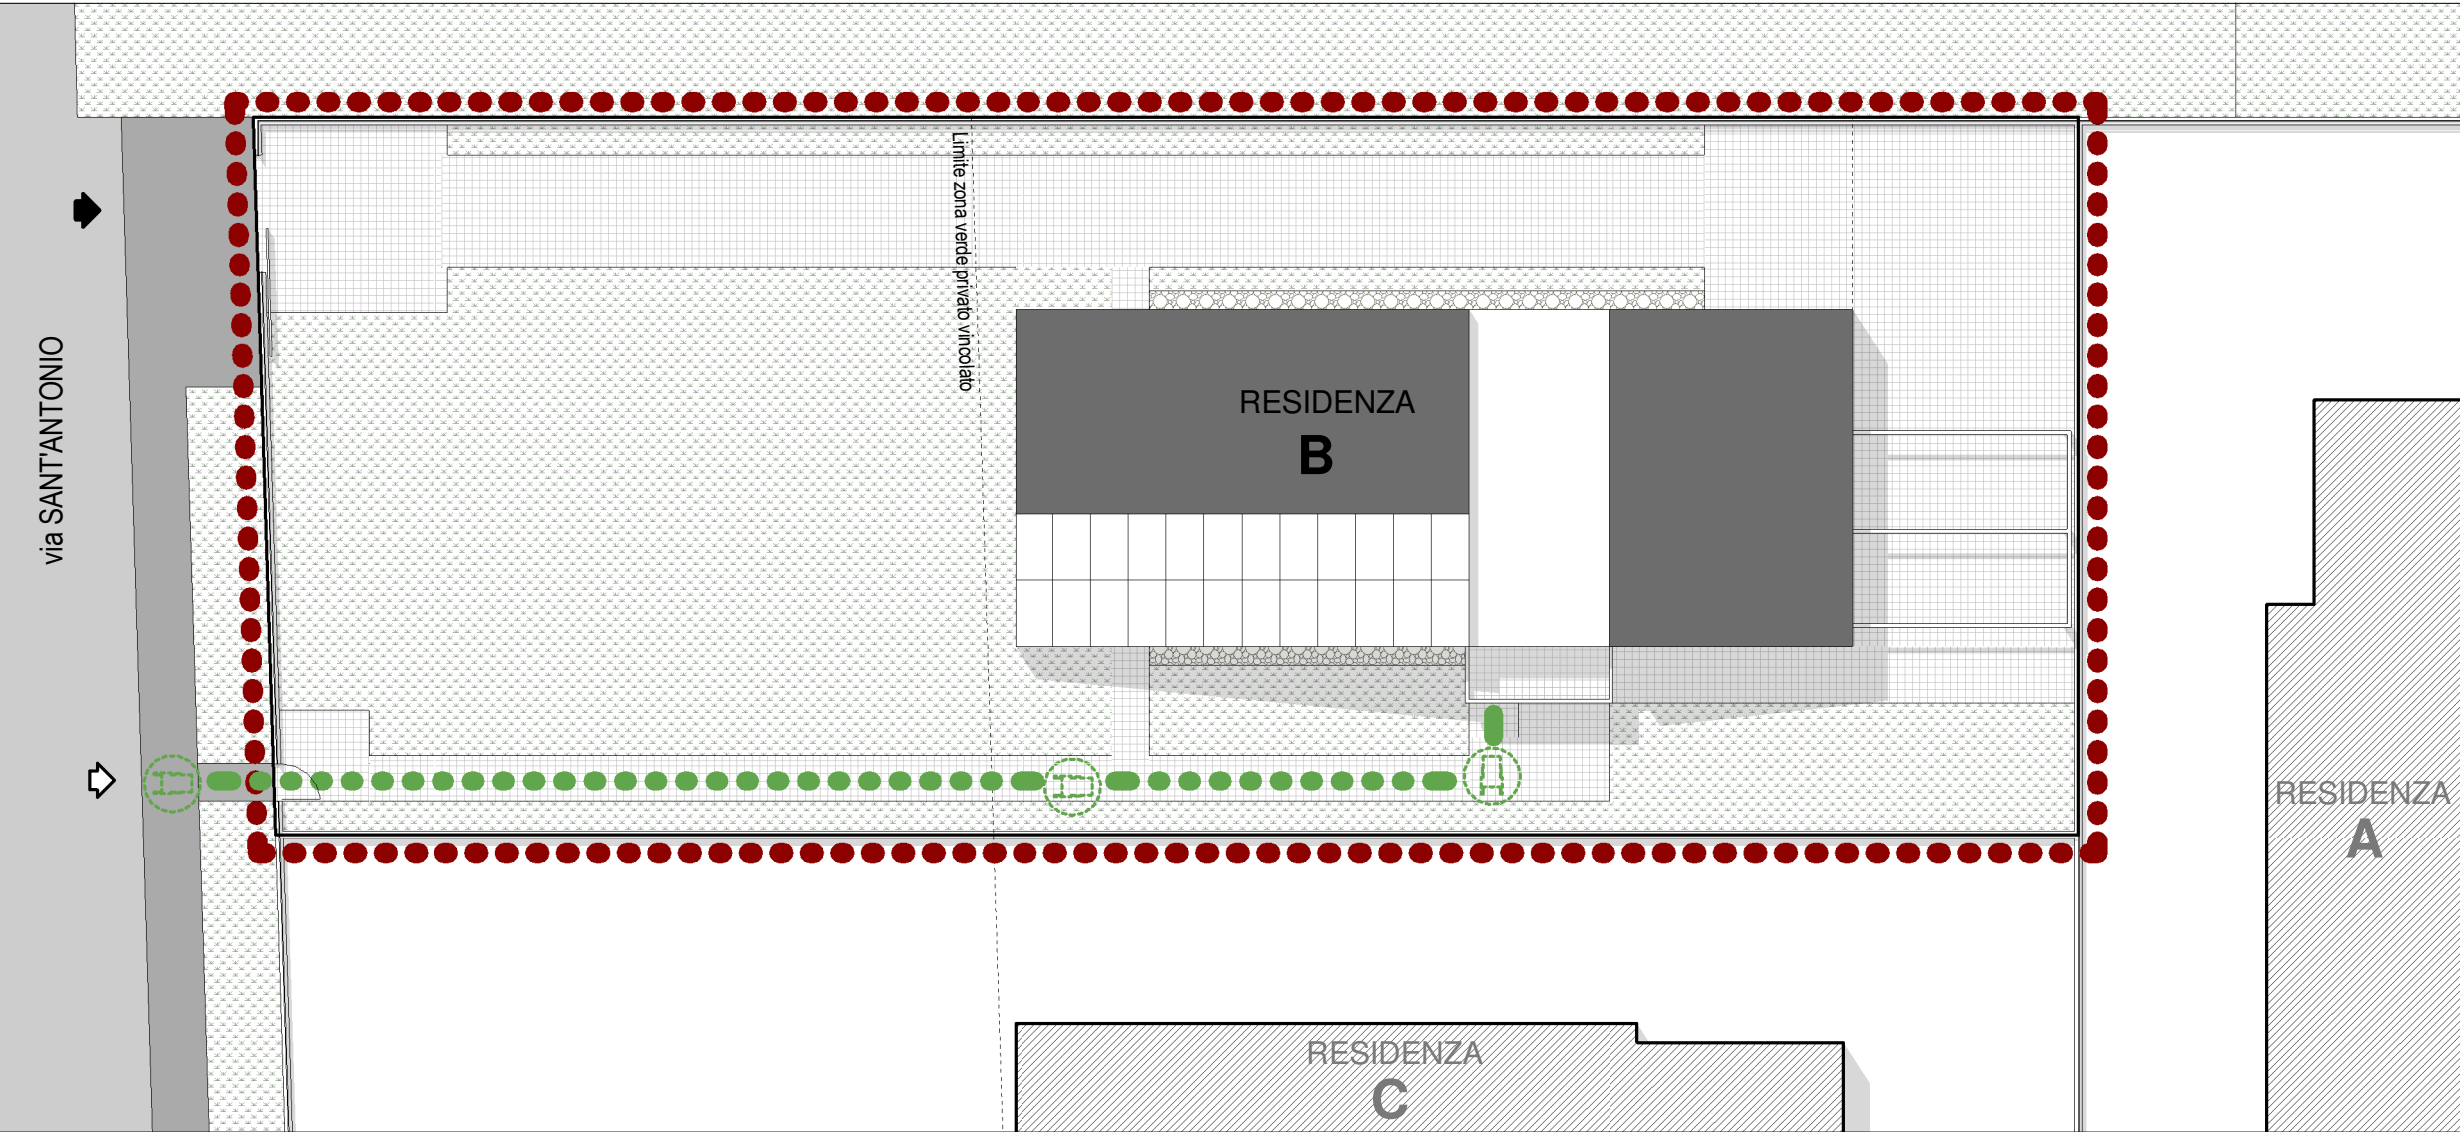 via SANT'ANTONIO
Limite zona verde privato vincolato
RESIDENZA
B
RESIDENZA
A
RESIDENZA
C